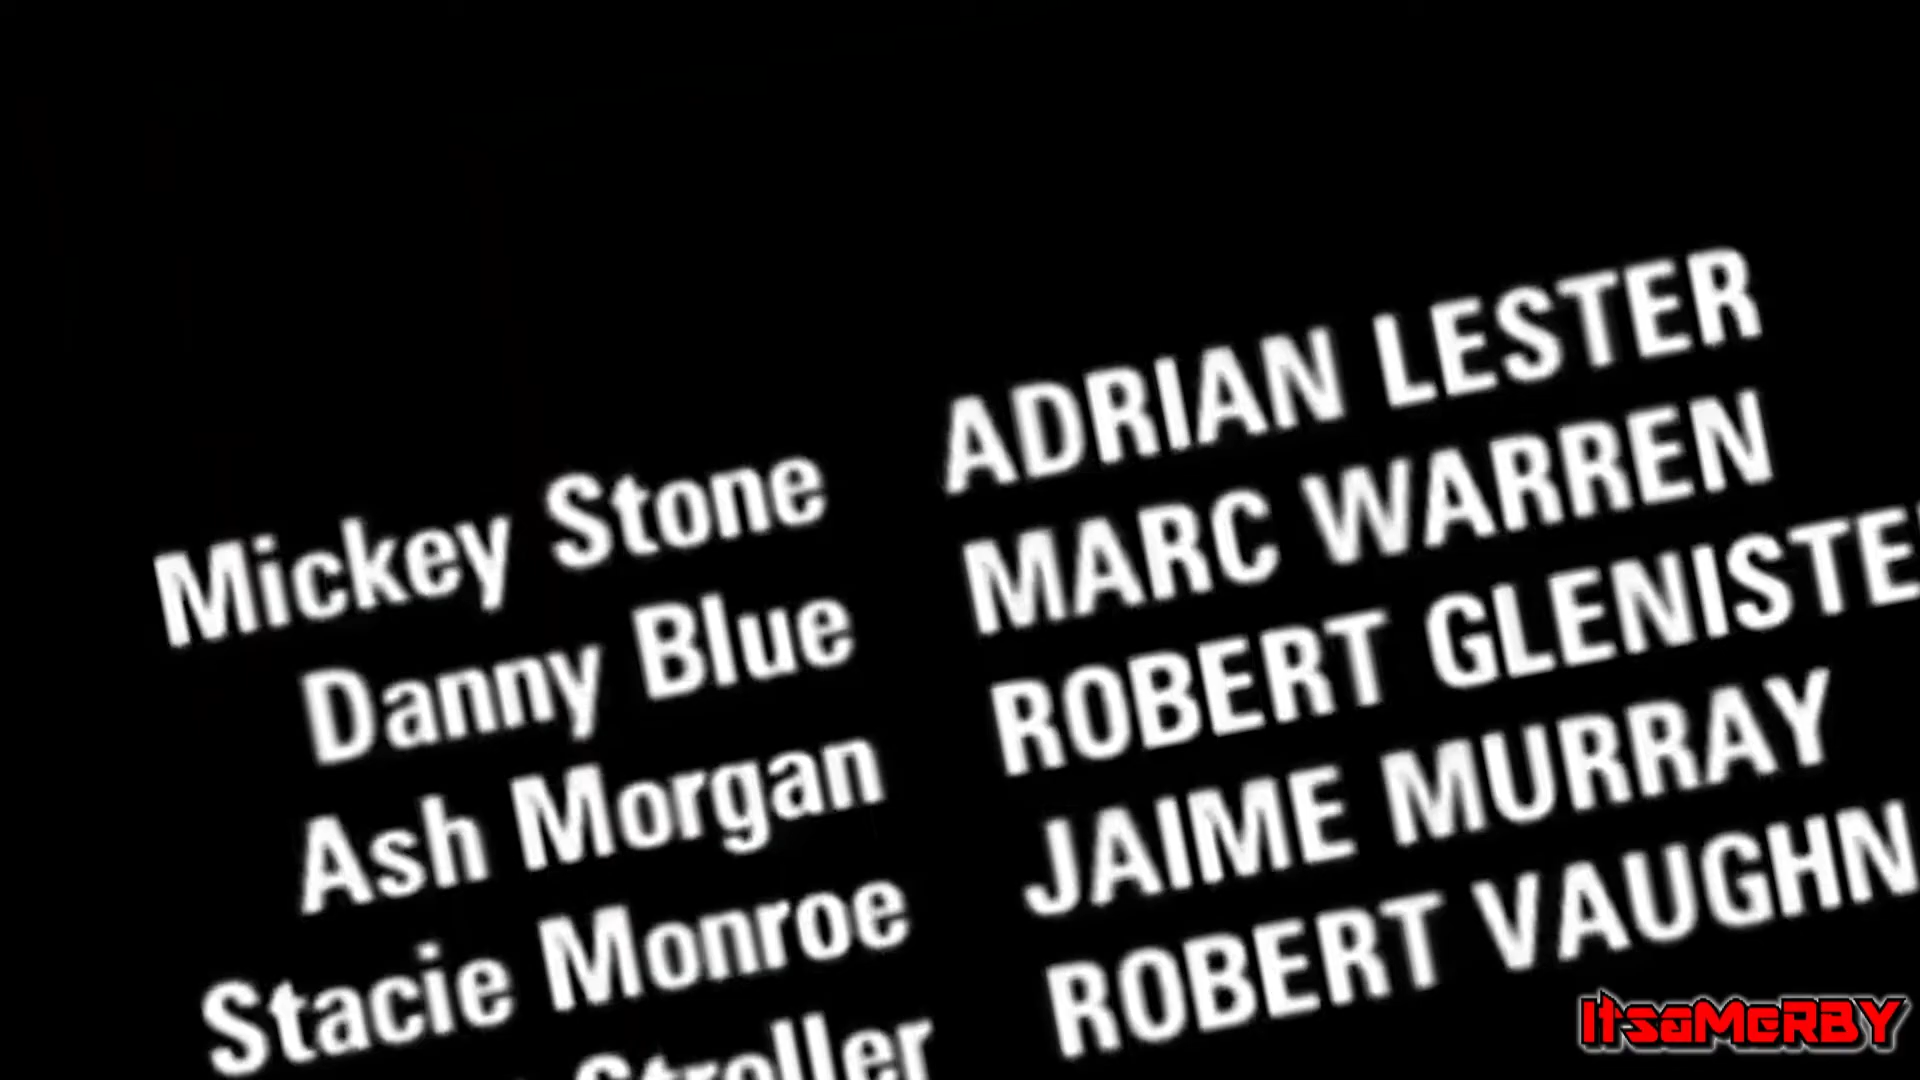 Mickey Stone ADRIAN LESTER
Danny Blue MARC WARREN
Ash Morgan ROBERT GLENISTE
Stacie Monroe JAIME MURRAY
Stroller ROBERT VAUGHN
ItsaMeRBY